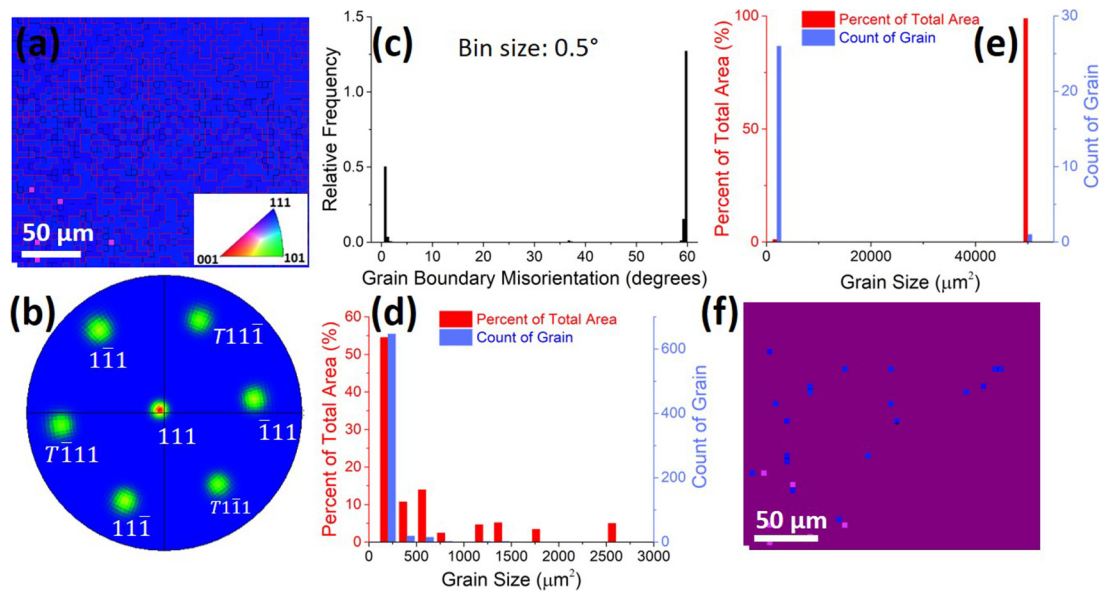 (a)
111
001
101
50 μm
(b)
11̅1
T111̅
T1̅11
111
1̅11
111̅
T11̅1
(c)
Bin size: 0.5°
Relative Frequency
1.5
1.0
0.5
0.0
0 10 20 30 40 50 60
Grain Boundary Misorientation (degrees)
(d)
Percent of Total Area
Count of Grain
Percent of Total Area (%)
60
50
40
30
20
10
0
0 500 1000 1500 2000 2500 3000
Grain Size (μm²)
600
400
200
0
Count of Grain
(e)
Percent of Total Area
Count of Grain
Percent of Total Area (%)
100
50
0
0 20000 40000
Grain Size (μm²)
30
20
10
0
Count of Grain
(f)
50 μm